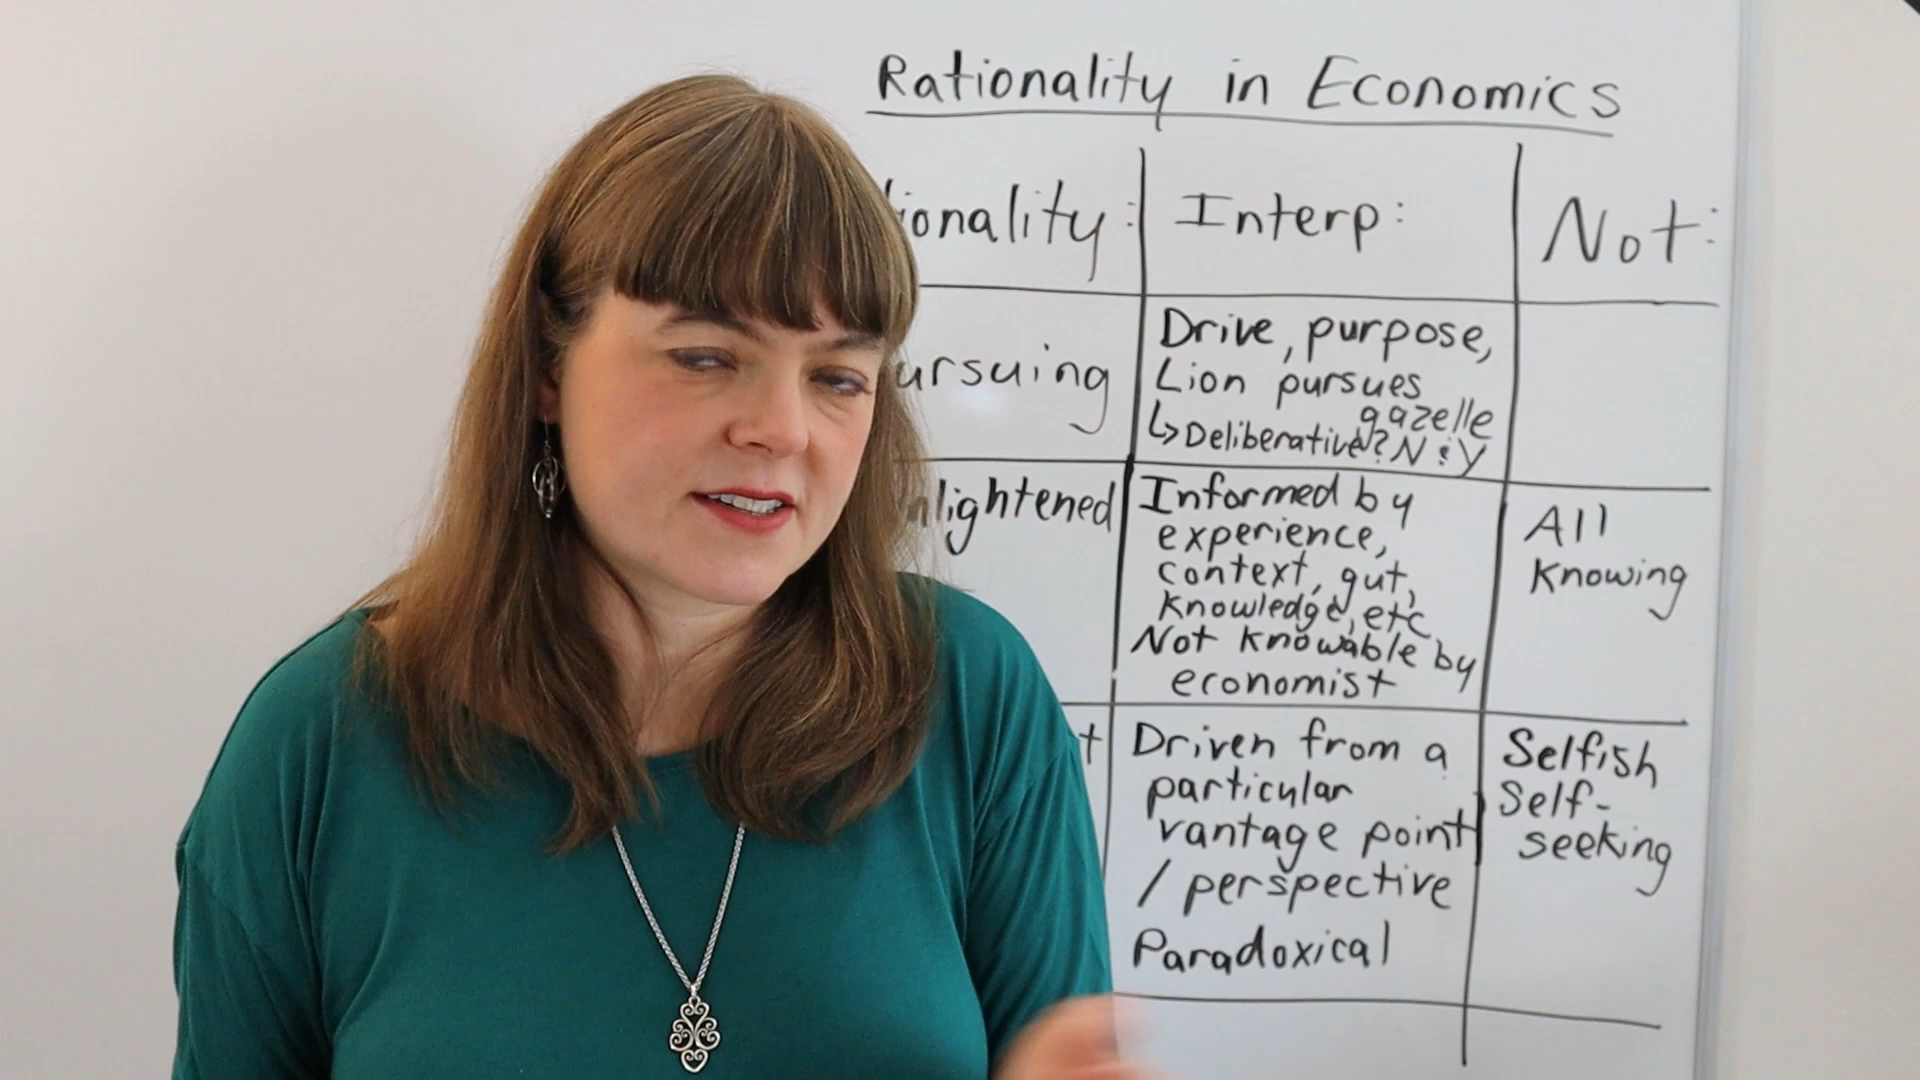 Rationality in Economics
ionality:
Interp:
Not:
ursuing
Drive, purpose,
Lion pursues
gazelle
↳ Deliberative? N & Y
nlightened
Informed by
experience,
context, gut,
knowledge, etc
Not knowable by
economist
All
Knowing
t
Driven from a
particular
vantage point
/ perspective
Paradoxical
Selfish
Self-
seeking